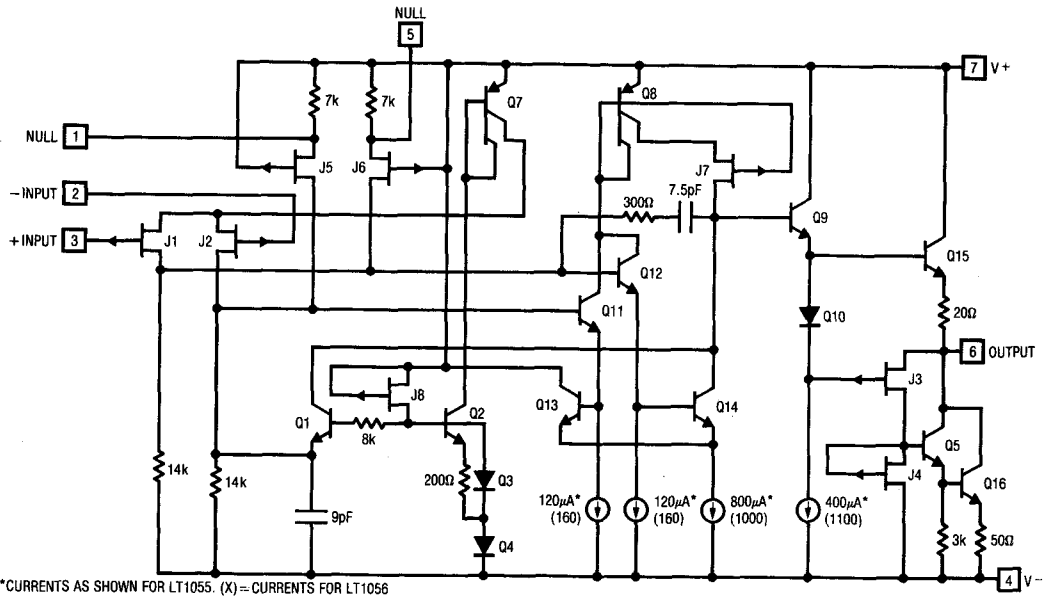 NULL
5
7 V+
7k
7k
Q7
Q8
NULL 1
J5
J6
J7
–INPUT 2
7.5pF
300Ω
Q9
+INPUT 3
J1
J2
Q12
Q15
Q11
Q10
20Ω
6 OUTPUT
J8
J3
Q1
8k
Q2
Q13
Q14
Q5
J4
Q16
14k
14k
200Ω
Q3
120µA*
(160)
120µA*
(160)
800µA*
(1000)
400µA*
(1100)
9pF
Q4
3k
50Ω
4 V–
*CURRENTS AS SHOWN FOR LT1055. (X) = CURRENTS FOR LT1056